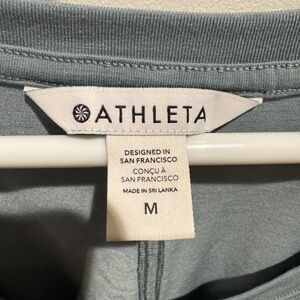 ATHLETA
DESIGNED IN
SAN FRANCISCO
CONÇU À
SAN FRANCISCO
MADE IN SRI LANKA
M